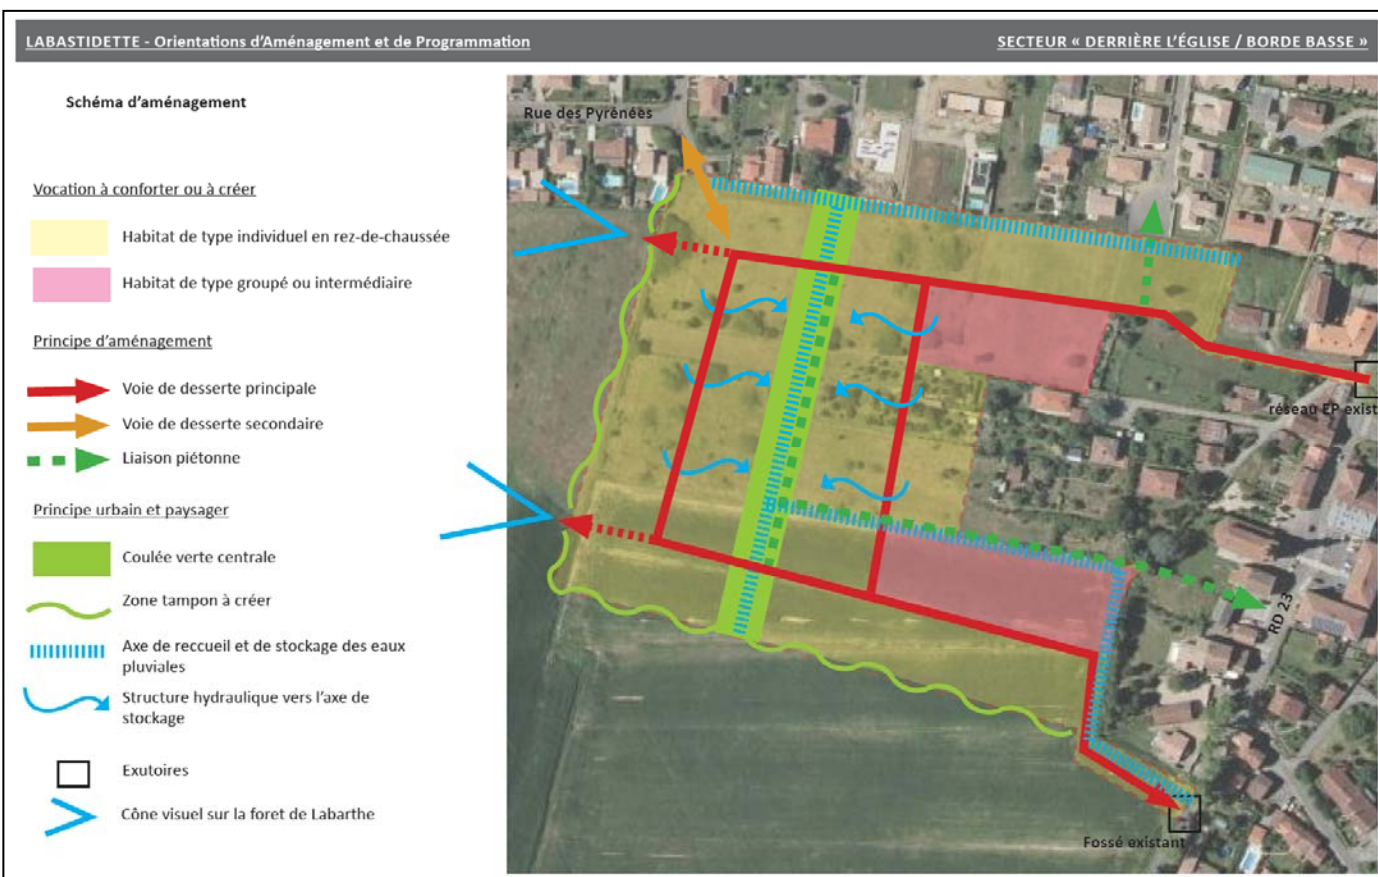 LABASTIDETTE - Orientations d'Aménagement et de Programmation
SECTEUR « DERRIÈRE L'ÉGLISE / BORDE BASSE »
Schéma d'aménagement
Vocation à conforter ou à créer
Habitat de type individuel en rez-de-chaussée
Habitat de type groupé ou intermédiaire
Principe d'aménagement
Voie de desserte principale
Voie de desserte secondaire
Liaison piétonne
Principe urbain et paysager
Coulée verte centrale
Zone tampon à créer
Axe de reccueil et de stockage des eaux
pluviales
Structure hydraulique vers l'axe de
stockage
Exutoires
Cône visuel sur la foret de Labarthe
Rue des Pyrénées
réseau EP exist
RD 23
Fossé existant